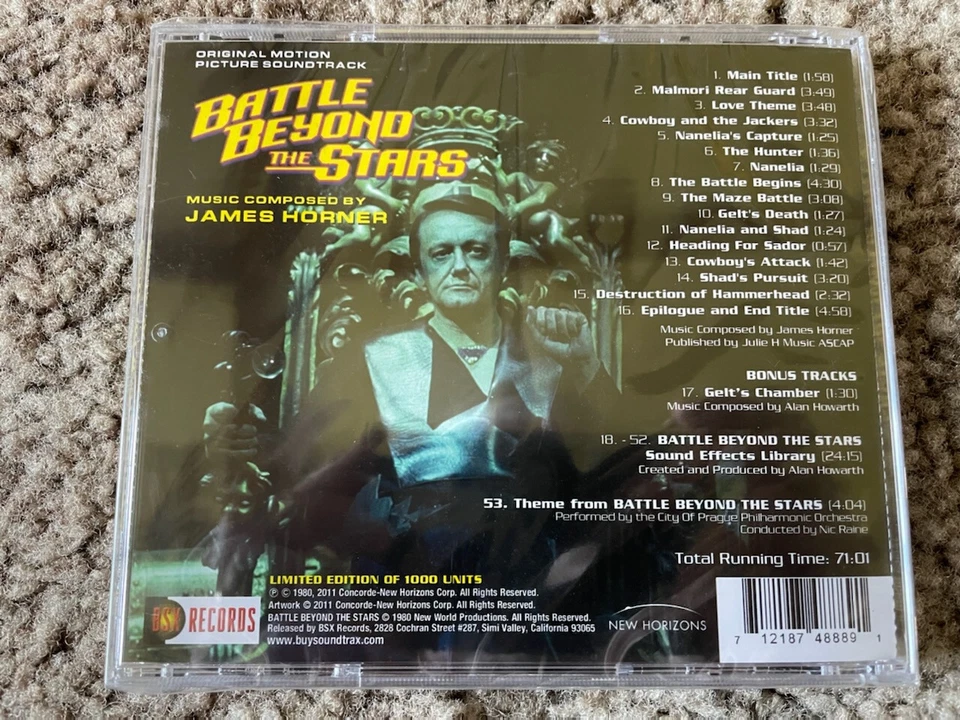 ORIGINAL MOTION
PICTURE SOUNDTRACK
BATTLE
BEYOND
THE STARS
MUSIC COMPOSED BY
JAMES HORNER
1. Main Title (1:58)
2. Malmori Rear Guard (3:49)
3. Love Theme (3:48)
4. Cowboy and the Jackers (3:32)
5. Nanelia's Capture (1:25)
6. The Hunter (1:36)
7. Nanelia (1:29)
8. The Battle Begins (4:30)
9. The Maze Battle (3:08)
10. Gelt's Death (1:27)
11. Nanelia and Shad (1:24)
12. Heading For Sador (0:57)
13. Cowboy's Attack (1:42)
14. Shad's Pursuit (3:20)
15. Destruction of Hammerhead (2:32)
16. Epilogue and End Title (4:58)
Music Composed by James Horner
Published by Julie H Music ASCAP
BONUS TRACKS
17. Gelt's Chamber (1:30)
Music Composed by Alan Howarth
18. - 52. BATTLE BEYOND THE STARS
Sound Effects Library (24:15)
Created and Produced by Alan Howarth
53. Theme from BATTLE BEYOND THE STARS (4:04)
Performed by the City Of Prague Philharmonic Orchestra
Conducted by Nic Raine
Total Running Time: 71:01
LIMITED EDITION OF 1000 UNITS
℗ © 1980, 2011 Concorde-New Horizons Corp. All Rights Reserved.
Artwork © 2011 Concorde-New Horizons Corp. All Rights Reserved.
BATTLE BEYOND THE STARS © 1980 New World Productions. All Rights Reserved.
Released by BSX Records, 2828 Cochran Street #287, Simi Valley, California 93065
www.buysoundtrax.com
BSX RECORDS
NEW HORIZONS
7 12187 48889 1